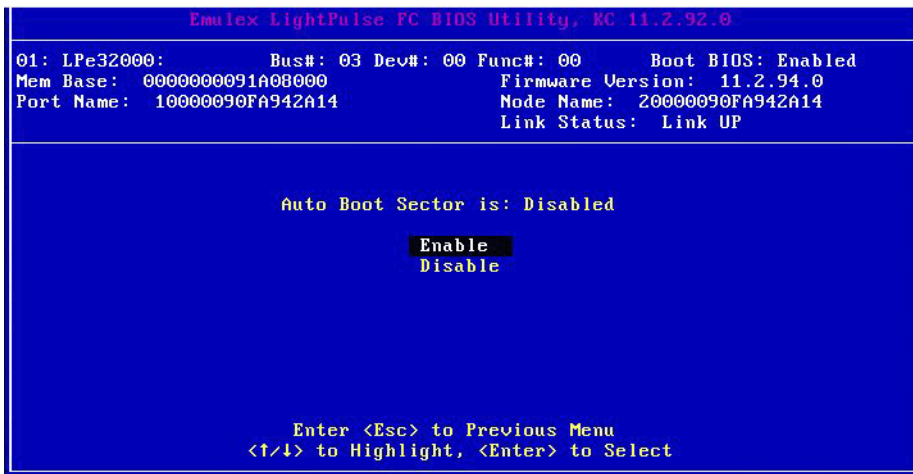 Emulex LightPulse FC BIOS Utility, KC 11.2.92.0
01: LPe32000: Bus#: 03 Dev#: 00 Func#: 00 Boot BIOS: Enabled
Mem Base: 0000000091A08000 Firmware Version: 11.2.94.0
Port Name: 10000090FA942A14 Node Name: 20000090FA942A14
Link Status: Link UP
Auto Boot Sector is: Disabled
Enable
Disable
Enter <Esc> to Previous Menu
<↑/↓> to Highlight, <Enter> to Select